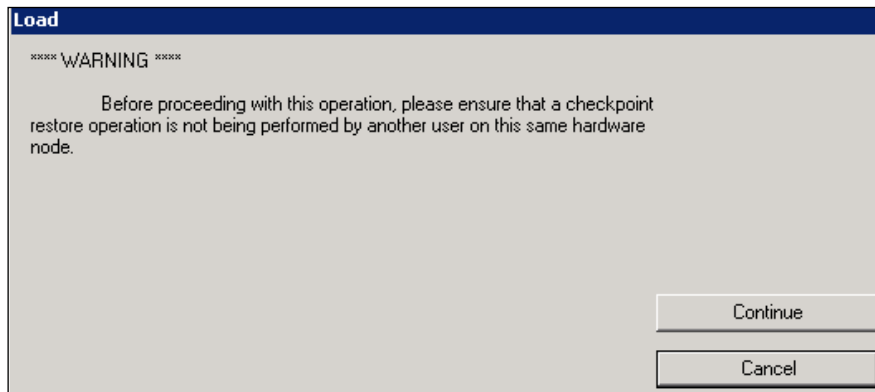 Load
**** WARNING ****
Before proceeding with this operation, please ensure that a checkpoint
restore operation is not being performed by another user on this same hardware
node.
Continue
Cancel